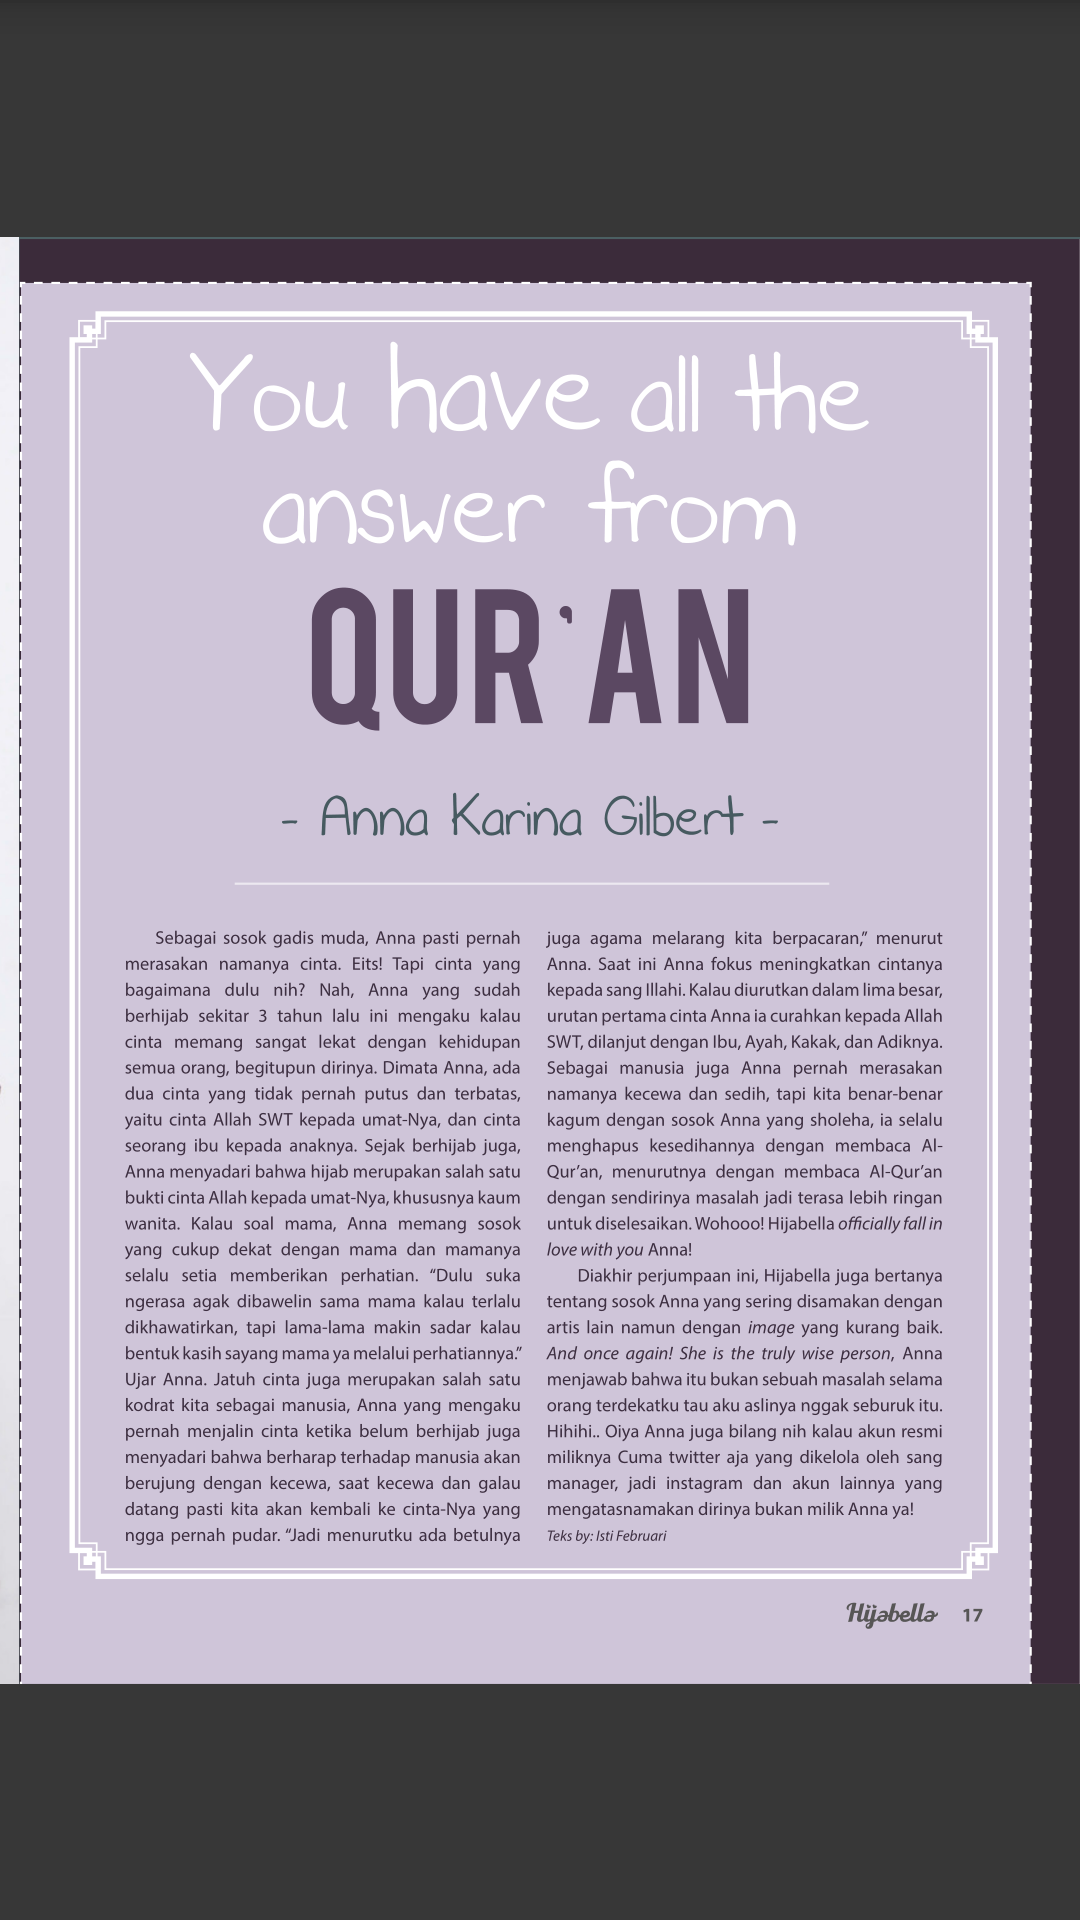 You have all the
answer from
QUR'AN
- Anna Karina Gilbert -
Sebagai sosok gadis muda, Anna pasti pernah
merasakan namanya cinta. Eits! Tapi cinta yang
bagaimana dulu nih? Nah, Anna yang sudah
berhijab sekitar 3 tahun lalu ini mengaku kalau
cinta memang sangat lekat dengan kehidupan
semua orang, begitupun dirinya. Dimata Anna, ada
dua cinta yang tidak pernah putus dan terbatas,
yaitu cinta Allah SWT kepada umat-Nya, dan cinta
seorang ibu kepada anaknya. Sejak berhijab juga,
Anna menyadari bahwa hijab merupakan salah satu
bukti cinta Allah kepada umat-Nya, khususnya kaum
wanita. Kalau soal mama, Anna memang sosok
yang cukup dekat dengan mama dan mamanya
selalu setia memberikan perhatian. “Dulu suka
ngerasa agak dibawelin sama mama kalau terlalu
dikhawatirkan, tapi lama-lama makin sadar kalau
bentuk kasih sayang mama ya melalui perhatiannya.”
Ujar Anna. Jatuh cinta juga merupakan salah satu
kodrat kita sebagai manusia, Anna yang mengaku
pernah menjalin cinta ketika belum berhijab juga
menyadari bahwa berharap terhadap manusia akan
berujung dengan kecewa, saat kecewa dan galau
datang pasti kita akan kembali ke cinta-Nya yang
ngga pernah pudar. “Jadi menurutku ada betulnya
juga agama melarang kita berpacaran,” menurut
Anna. Saat ini Anna fokus meningkatkan cintanya
kepada sang Illahi. Kalau diurutkan dalam lima besar,
urutan pertama cinta Anna ia curahkan kepada Allah
SWT, dilanjut dengan Ibu, Ayah, Kakak, dan Adiknya.
Sebagai manusia juga Anna pernah merasakan
namanya kecewa dan sedih, tapi kita benar-benar
kagum dengan sosok Anna yang sholeha, ia selalu
menghapus kesedihannya dengan membaca Al-
Qur’an, menurutnya dengan membaca Al-Qur’an
dengan sendirinya masalah jadi terasa lebih ringan
untuk diselesaikan. Wohooo! Hijabella officially fall in
love with you Anna!
Diakhir perjumpaan ini, Hijabella juga bertanya
tentang sosok Anna yang sering disamakan dengan
artis lain namun dengan image yang kurang baik.
And once again! She is the truly wise person, Anna
menjawab bahwa itu bukan sebuah masalah selama
orang terdekatku tau aku aslinya nggak seburuk itu.
Hihihi.. Oiya Anna juga bilang nih kalau akun resmi
miliknya Cuma twitter aja yang dikelola oleh sang
manager, jadi instagram dan akun lainnya yang
mengatasnamakan dirinya bukan milik Anna ya!
Teks by: Isti Februari
Hijabella 17